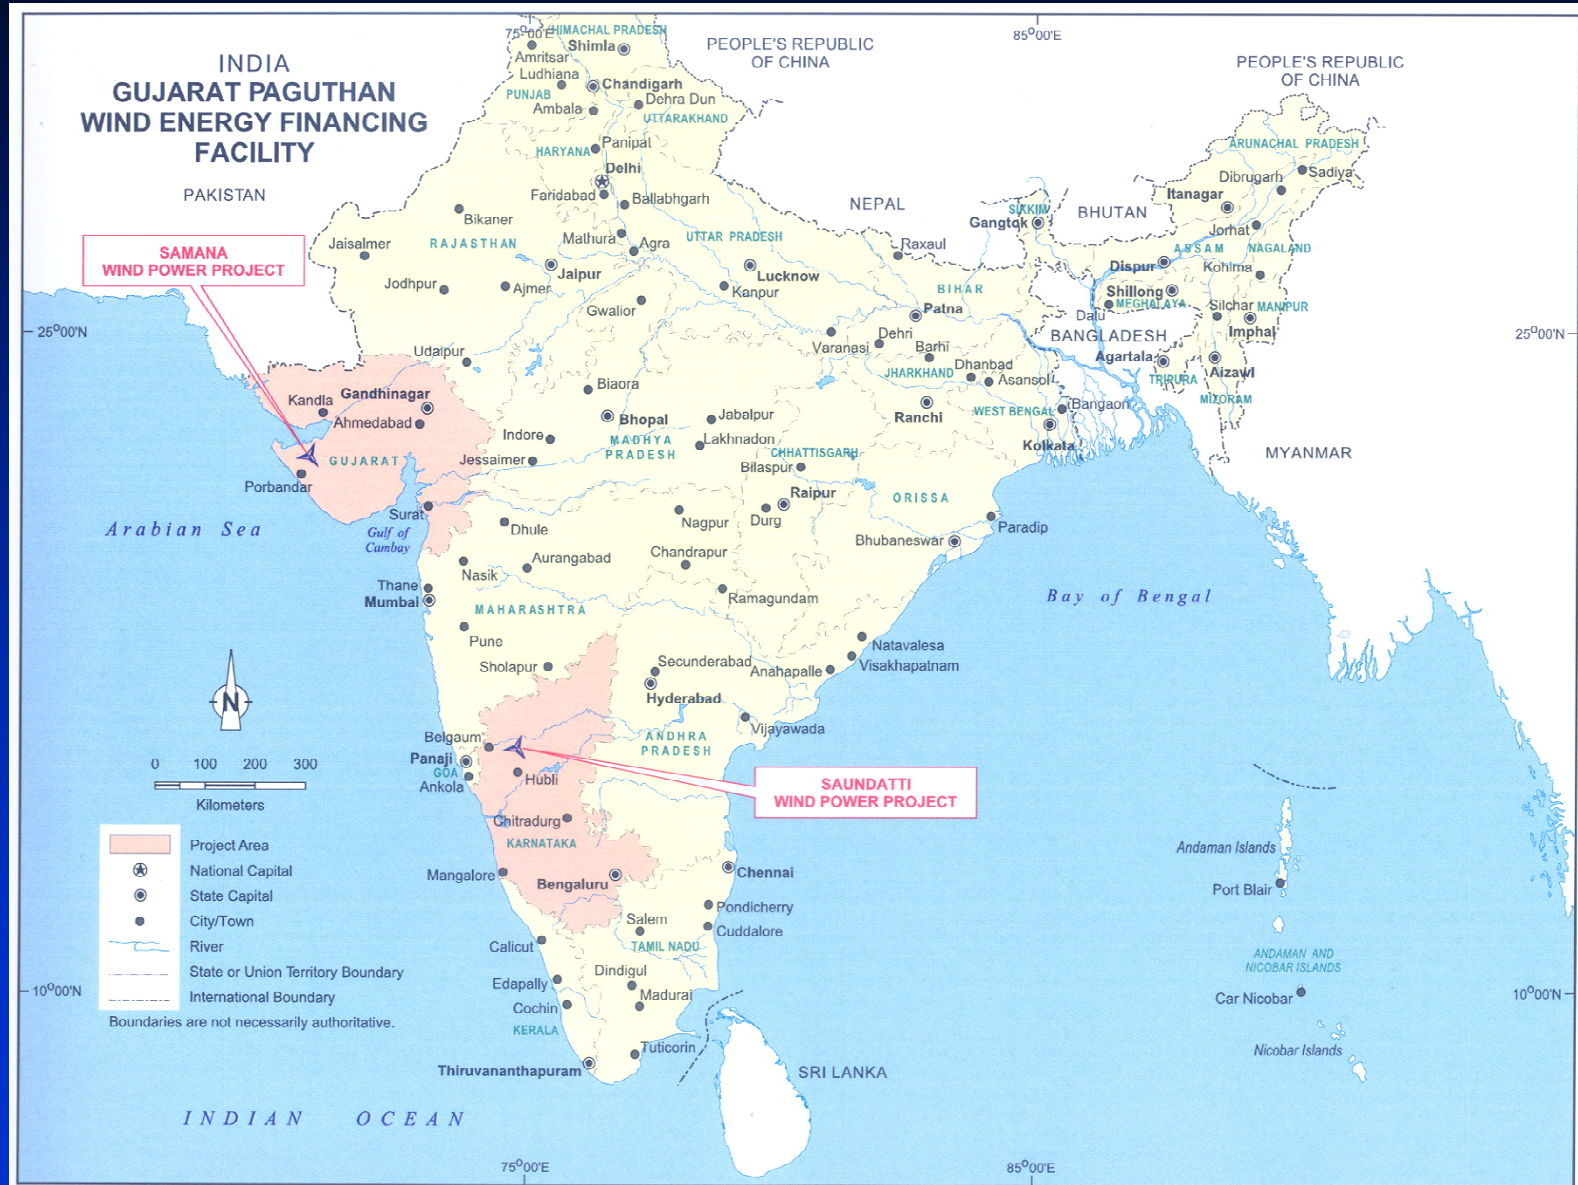 INDIA
GUJARAT PAGUTHAN
WIND ENERGY FINANCING
FACILITY
75°00'E
85°00'E
HIMACHAL PRADESH
Shimla
PEOPLE'S REPUBLIC
OF CHINA
PEOPLE'S REPUBLIC
OF CHINA
Amritsar
Ludhiana
Chandigarh
PUNJAB
Ambala
Dehra Dun
UTTARAKHAND
HARYANA
Panipat
Delhi
Faridabad
Ballabhgarh
PAKISTAN
NEPAL
SIKKIM
Gangtok
BHUTAN
ARUNACHAL PRADESH
Dibrugarh
Sadiya
Itanagar
Jorhat
ASSAM
NAGALAND
Dispur
Kohima
Shillong
MEGHALAYA
Silchar
MANIPUR
Dalu
Imphal
BANGLADESH
Agartala
Aizawl
TRIPURA
MIZORAM
Bikaner
Jaisalmer
RAJASTHAN
Mathura
Agra
UTTAR PRADESH
Raxaul
SAMANA
WIND POWER PROJECT
Jaipur
Lucknow
Jodhpur
Ajmer
Kanpur
BIHAR
Gwalior
Patna
25°00'N
25°00'N
Udaipur
Varanasi
Dehri
Barhi
JHARKHAND
Dhanbad
Asansol
Kandla
Gandhinagar
Ahmedabad
Biaora
Bhopal
Jabalpur
Ranchi
WEST BENGAL
Bangaon
Kolkata
Indore
MADHYA
PRADESH
Lakhnadon
CHHATTISGARH
Jessaimer
Bilaspur
GUJARAT
Porbandar
Raipur
ORISSA
MYANMAR
Surat
Durg
Nagpur
Paradip
Arabian Sea
Gulf of
Cambay
Dhule
Chandrapur
Bhubaneswar
Aurangabad
Nasik
Thane
Mumbai
MAHARASHTRA
Ramagundam
Bay of Bengal
Pune
Natavalesa
Sholapur
Secunderabad
Anahapalle
Visakhapatnam
Hyderabad
N
Belgaum
ANDHRA
PRADESH
Vijayawada
Panaji
GOA
Ankola
Hubli
0 100 200 300
Kilometers
SAUNDATTI
WIND POWER PROJECT
Chitradurg
KARNATAKA
Mangalore
Bengaluru
Chennai
Andaman Islands
Port Blair
Project Area
National Capital
State Capital
City/Town
River
State or Union Territory Boundary
International Boundary
Boundaries are not necessarily authoritative.
Pondicherry
Salem
Cuddalore
Calicut
TAMIL NADU
ANDAMAN AND
NICOBAR ISLANDS
Dindigul
Edapally
Madurai
Cochin
KERALA
10°00'N
10°00'N
Car Nicobar
Tuticorin
Nicobar Islands
Thiruvananthapuram
SRI LANKA
INDIAN OCEAN
75°00'E
85°00'E